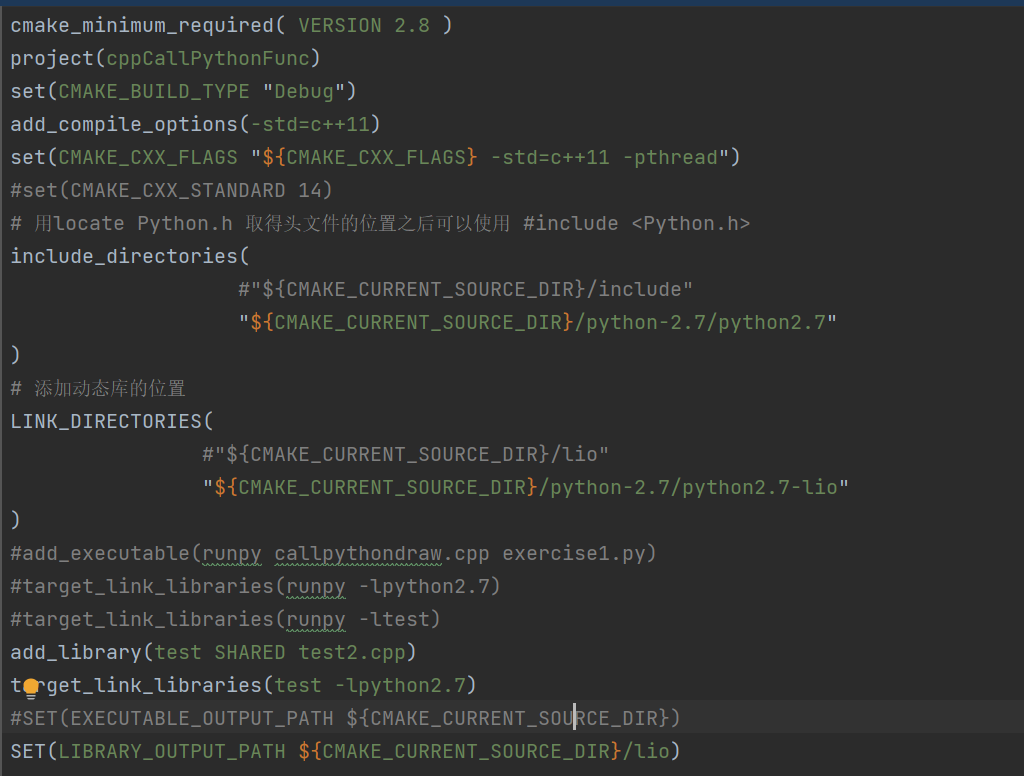 cmake_minimum_required( VERSION 2.8 )
project(cppCallPythonFunc)
set(CMAKE_BUILD_TYPE "Debug")
add_compile_options(-std=c++11)
set(CMAKE_CXX_FLAGS "${CMAKE_CXX_FLAGS} -std=c++11 -pthread")
#set(CMAKE_CXX_STANDARD 14)
# 用locate Python.h 取得头文件的位置之后可以使用 #include <Python.h>
include_directories(
#"${CMAKE_CURRENT_SOURCE_DIR}/include"
"${CMAKE_CURRENT_SOURCE_DIR}/python-2.7/python2.7"
)
# 添加动态库的位置
LINK_DIRECTORIES(
#"${CMAKE_CURRENT_SOURCE_DIR}/lio"
"${CMAKE_CURRENT_SOURCE_DIR}/python-2.7/python2.7-lio"
)
#add_executable(runpy callpythondraw.cpp exercise1.py)
#target_link_libraries(runpy -lpython2.7)
#target_link_libraries(runpy -ltest)
add_library(test SHARED test2.cpp)
target_link_libraries(test -lpython2.7)
#SET(EXECUTABLE_OUTPUT_PATH ${CMAKE_CURRENT_SOURCE_DIR})
SET(LIBRARY_OUTPUT_PATH ${CMAKE_CURRENT_SOURCE_DIR}/lio)